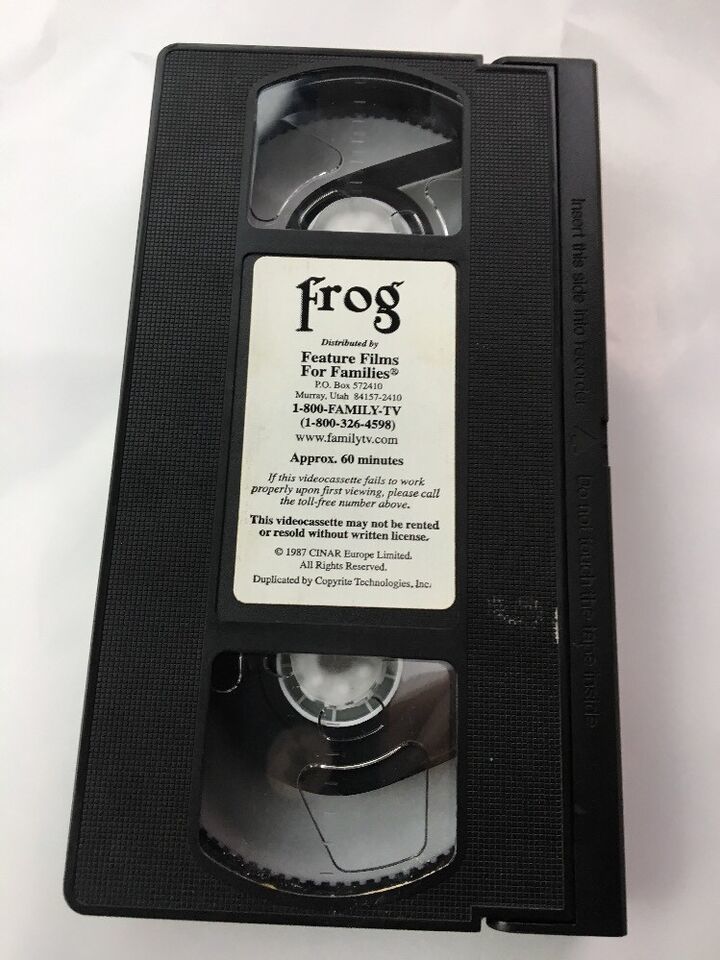 frog
Distributed by
Feature Films
For Families®
P.O. Box 572410
Murray, Utah 84157-2410
1-800-FAMILY-TV
(1-800-326-4598)
www.familytv.com
Approx. 60 minutes
If this videocassette fails to work
properly upon first viewing, please call
the toll-free number above.
This videocassette may not be rented
or resold without written license.
© 1987 CINAR Europe Limited.
All Rights Reserved.
Duplicated by Copyrite Technologies, Inc.
Insert this side into recorder
Do not touch the tape inside